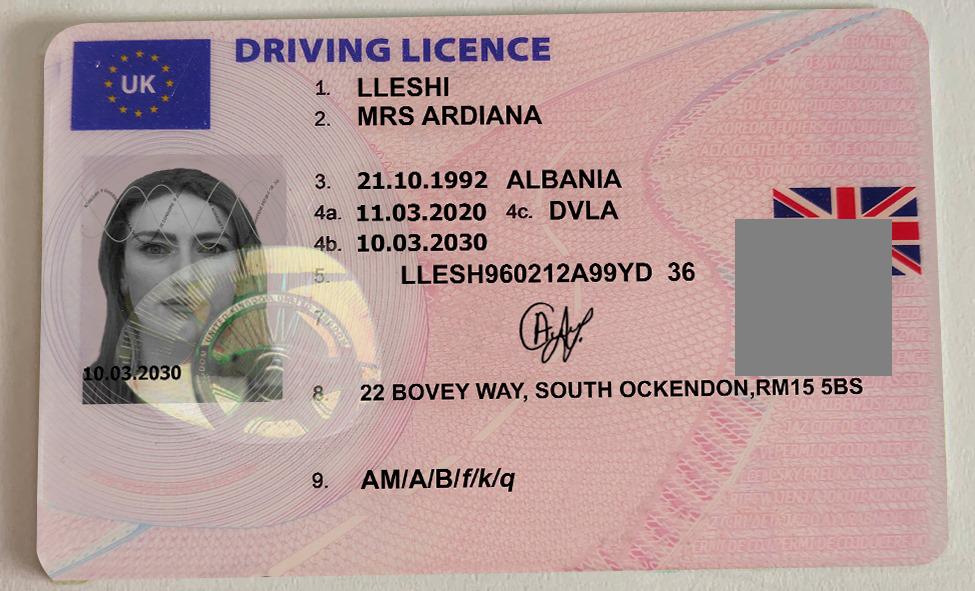 UK
DRIVING LICENCE
1. LLESHI
2. MRS ARDIANA
3. 21.10.1992 ALBANIA
4a. 11.03.2020 4c. DVLA
4b. 10.03.2030
5. LLESH960212A99YD 36
UNITED KINGDOM
10.03.2030
8. 22 BOVEY WAY, SOUTH OCKENDON,RM15 5BS
9. AM/A/B/f/k/q